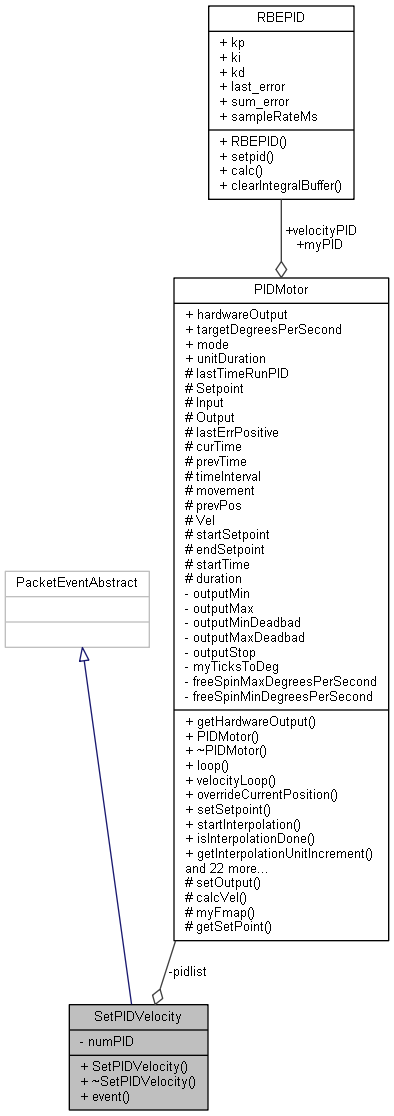 RBEPID
+ kp
+ ki
+ kd
+ last_error
+ sum_error
+ sampleRateMs
+ RBEPID()
+ setpid()
+ calc()
+ clearIntegralBuffer()
+velocityPID
+myPID
PIDMotor
+ hardwareOutput
+ targetDegreesPerSecond
+ mode
+ unitDuration
# lastTimeRunPID
# Setpoint
# Input
# Output
# lastErrPositive
# curTime
# prevTime
# timeInterval
# movement
# prevPos
# Vel
# startSetpoint
# endSetpoint
# startTime
# duration
- outputMin
- outputMax
- outputMinDeadbad
- outputMaxDeadbad
- outputStop
- myTicksToDeg
- freeSpinMaxDegreesPerSecond
- freeSpinMinDegreesPerSecond
+ getHardwareOutput()
+ PIDMotor()
+ ~PIDMotor()
+ loop()
+ velocityLoop()
+ overrideCurrentPosition()
+ setSetpoint()
+ startInterpolation()
+ isInterpolationDone()
+ getInterpolationUnitIncrement()
and 22 more...
# setOutput()
# calcVel()
# myFmap()
# getSetPoint()
PacketEventAbstract
-pidlist
SetPIDVelocity
- numPID
+ SetPIDVelocity()
+ ~SetPIDVelocity()
+ event()